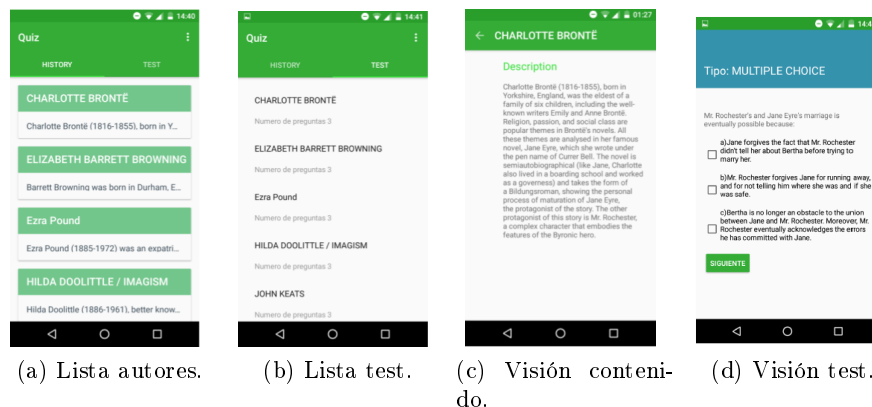 14:40
Quiz
HISTORY TEST
CHARLOTTE BRONTË
Charlotte Brontë (1816-1855), born in Y...
ELIZABETH BARRETT BROWNING
Barrett Browning was born in Durham, E...
Ezra Pound
Ezra Pound (1885-1972) was an expatri...
HILDA DOOLITTLE / IMAGISM
Hilda Doolittle (1886-1961), better know...
(a) Lista autores.
14:41
Quiz
HISTORY TEST
CHARLOTTE BRONTË
Numero de preguntas 3
ELIZABETH BARRETT BROWNING
Numero de preguntas 3
Ezra Pound
Numero de preguntas 3
HILDA DOOLITTLE / IMAGISM
Numero de preguntas 3
JOHN KEATS
Numero de preguntas 3
(b) Lista test.
01:27
CHARLOTTE BRONTË
Description
Charlotte Brontë (1816-1855), born in
Yorkshire, England, was the eldest of a
family of six children, including the well-
known writers Emily and Anne Brontë.
Religion, passion, and social class are
popular themes in Brontë's novels. All
these themes are analysed in her famous
novel, Jane Eyre, which she wrote under
the pen name of Currer Bell. The novel is
semiautobiographical (like Jane, Charlotte
also lived in a boarding school and worked
as a governess) and takes the form of
a Bildungsroman, showing the personal
process of maturation of Jane Eyre,
the protagonist of the story. The other
protagonist of this story is Mr. Rochester,
a complex character that embodies the
features of the Byronic hero.
(c) Visión conteni-
do.
14:4
Tipo: MULTIPLE CHOICE
Mr. Rochester's and Jane Eyre's marriage is
eventually possible because:
a)Jane forgives the fact that Mr. Rochester
didn't tell her about Bertha before trying to
marry her.
b)Mr. Rochester forgives Jane for running away,
and for not telling him where she was and if she
was safe.
c)Bertha is no longer an obstacle to the union
between Jane and Mr. Rochester. Moreover, Mr.
Rochester eventually acknowledges the errors
he has committed with Jane.
SIGUIENTE
(d) Visión test.